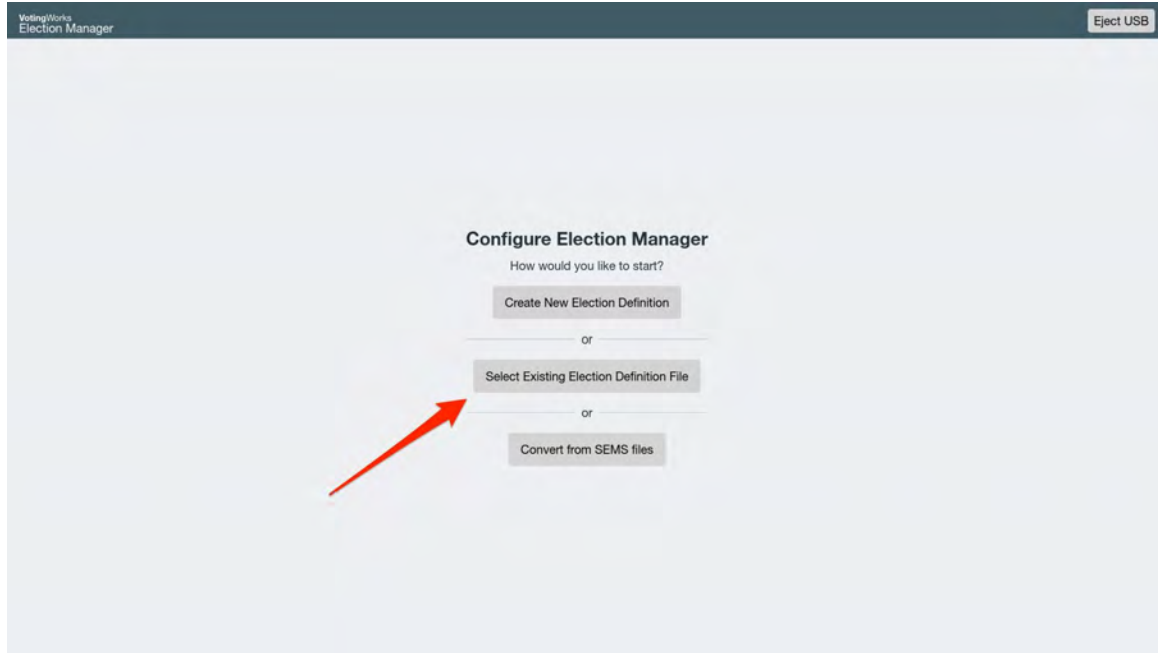 VotingWorks
Election Manager
Eject USB
Configure Election Manager
How would you like to start?
Create New Election Definition
or
Select Existing Election Definition File
or
Convert from SEMS files